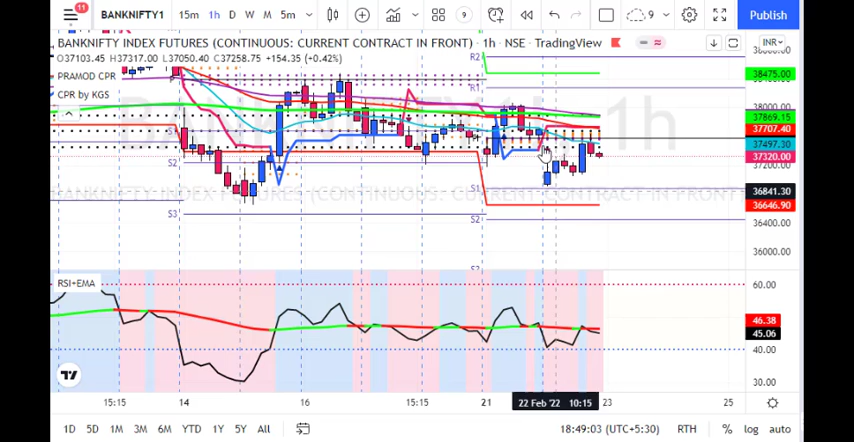 11
BANKNIFTY1 15m 1h D W M 5m 9 9 Publish
BANKNIFTY INDEX FUTURES (CONTINUOUS: CURRENT CONTRACT IN FRONT) · 1h · NSE · TradingView
INR
O37103.45 H37317.00 L37050.40 C37258.75 +154.35 (+0.42%)
PRAMOD CPR
CPR by KGS
R2
R1
S1
S2
S3
S1
S2
38475.00
38000.00
37869.15
37707.40
37497.30
37320.00
37200.00
36841.30
36646.90
36400.00
36000.00
RSI+EMA
60.00
46.38
45.06
40.00
30.00
15:15 14 16 15:15 21 22 Feb '22 10:15 23 25
1D 5D 1M 3M 6M YTD 1Y 5Y All 18:49:03 (UTC+5:30) RTH % log auto